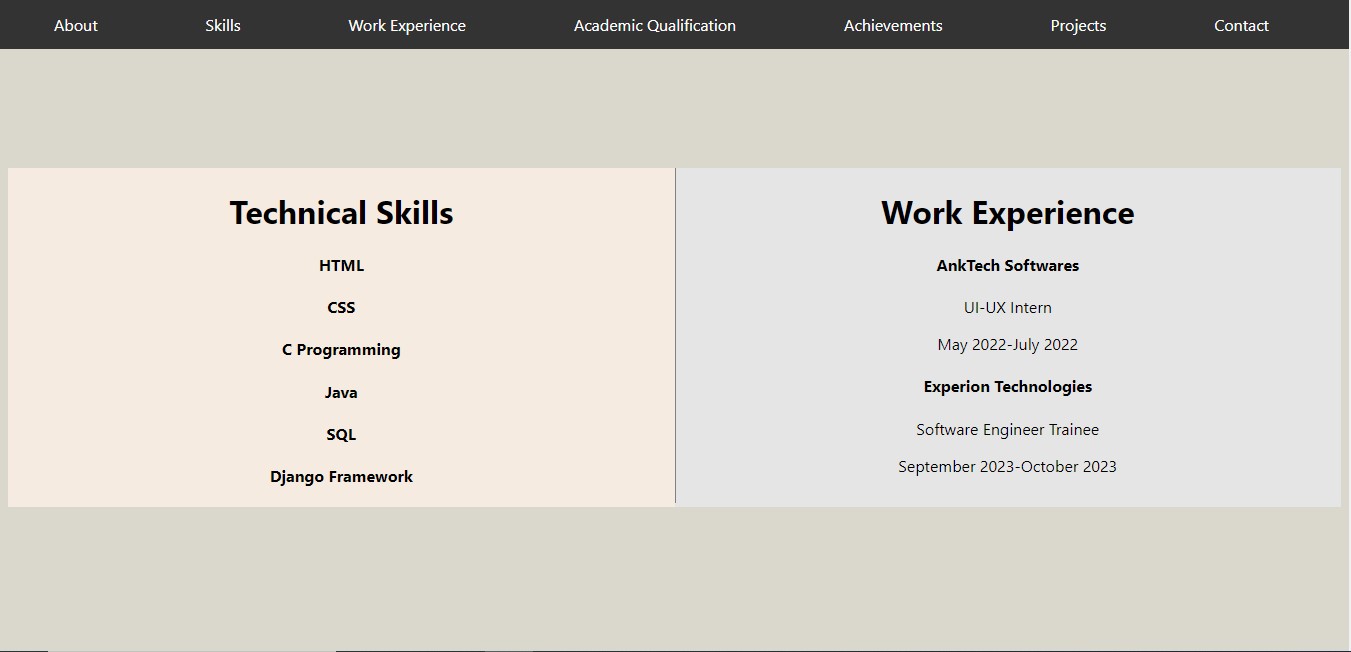 About Skills Work Experience Academic Qualification Achievements Projects Contact
Technical Skills
HTML
CSS
C Programming
Java
SQL
Django Framework
Work Experience
AnkTech Softwares
UI-UX Intern
May 2022-July 2022
Experion Technologies
Software Engineer Trainee
September 2023-October 2023